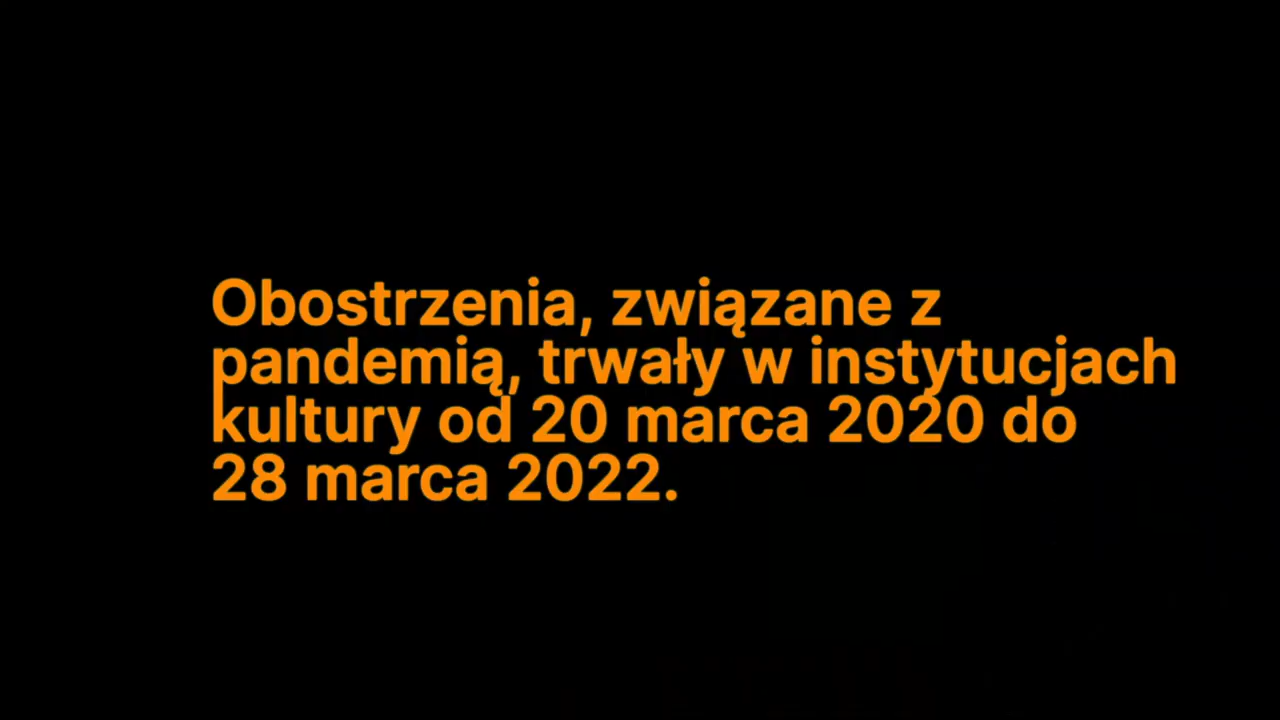 Obostrzenia, związane z
pandemią, trwały w instytucjach
kultury od 20 marca 2020 do
28 marca 2022.